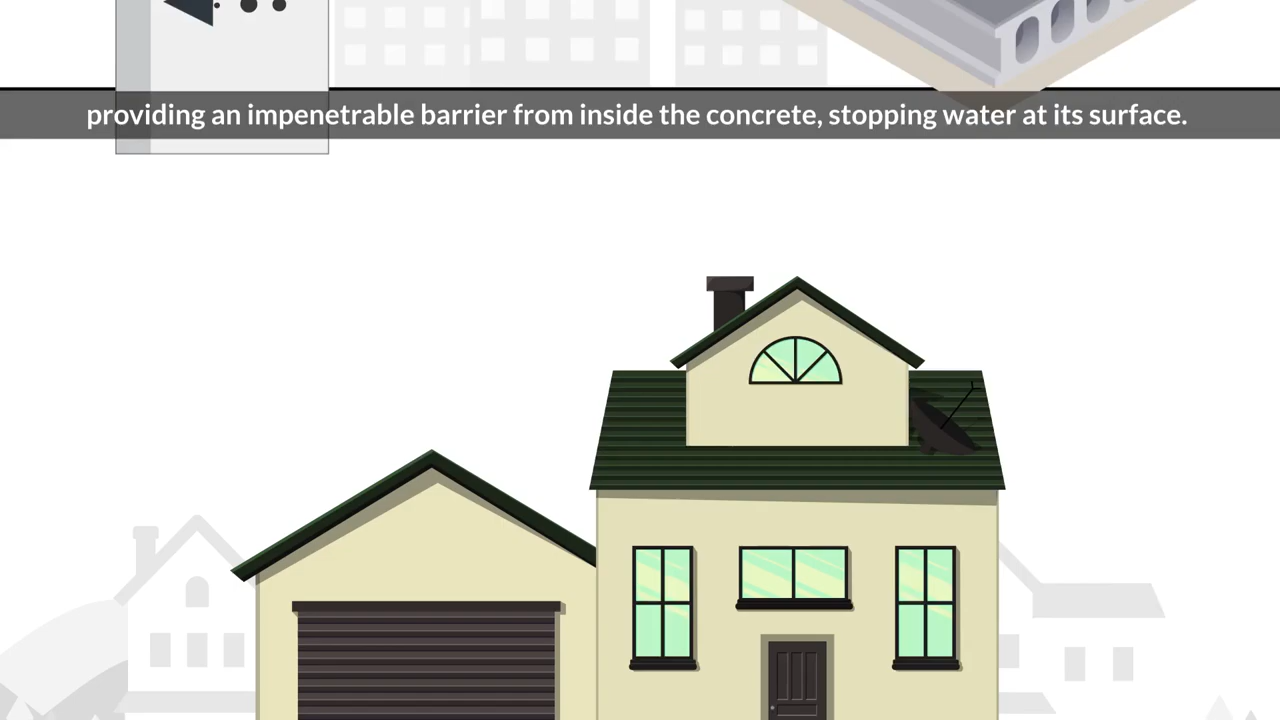 providing an impenetrable barrier from inside the concrete, stopping water at its surface.